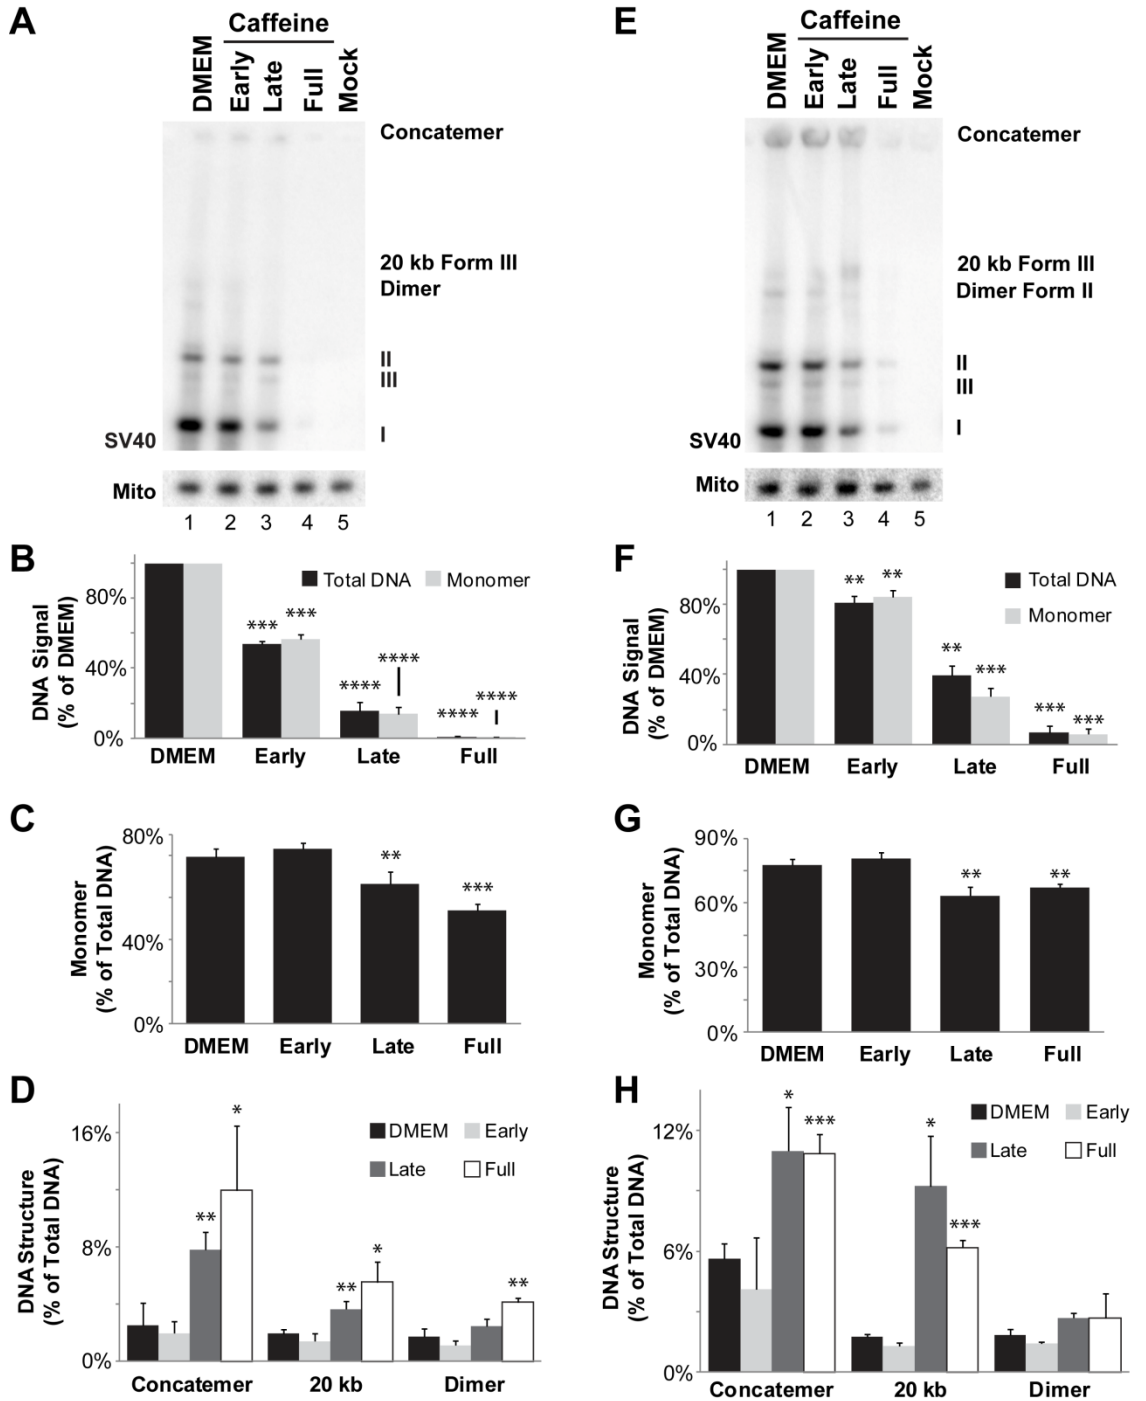 A
Caffeine
DMEM
Early
Late
Full
Mock
Concatemer
20 kb Form III
Dimer
II
III
I
SV40
Mito
1 2 3 4 5
B
DNA Signal
(% of DMEM)
80%
40%
0%
Total DNA
Monomer
***
***
****
****
****
****
DMEM Early Late Full
C
Monomer
(% of Total DNA)
80%
40%
0%
**
***
DMEM Early Late Full
D
DNA Structure
(% of Total DNA)
16%
8%
0%
DMEM
Early
Late
Full
**
*
**
*
**
Concatemer 20 kb Dimer
E
Caffeine
DMEM
Early
Late
Full
Mock
Concatemer
20 kb Form III
Dimer Form II
II
III
I
SV40
Mito
1 2 3 4 5
F
DNA Signal
(% of DMEM)
80%
40%
0%
Total DNA
Monomer
**
**
**
***
***
***
DMEM Early Late Full
G
Monomer
(% of Total DNA)
90%
60%
30%
0%
**
**
DMEM Early Late Full
H
DNA Structure
(% of Total DNA)
12%
6%
0%
DMEM
Early
Late
Full
*
***
*
***
Concatemer 20 kb Dimer